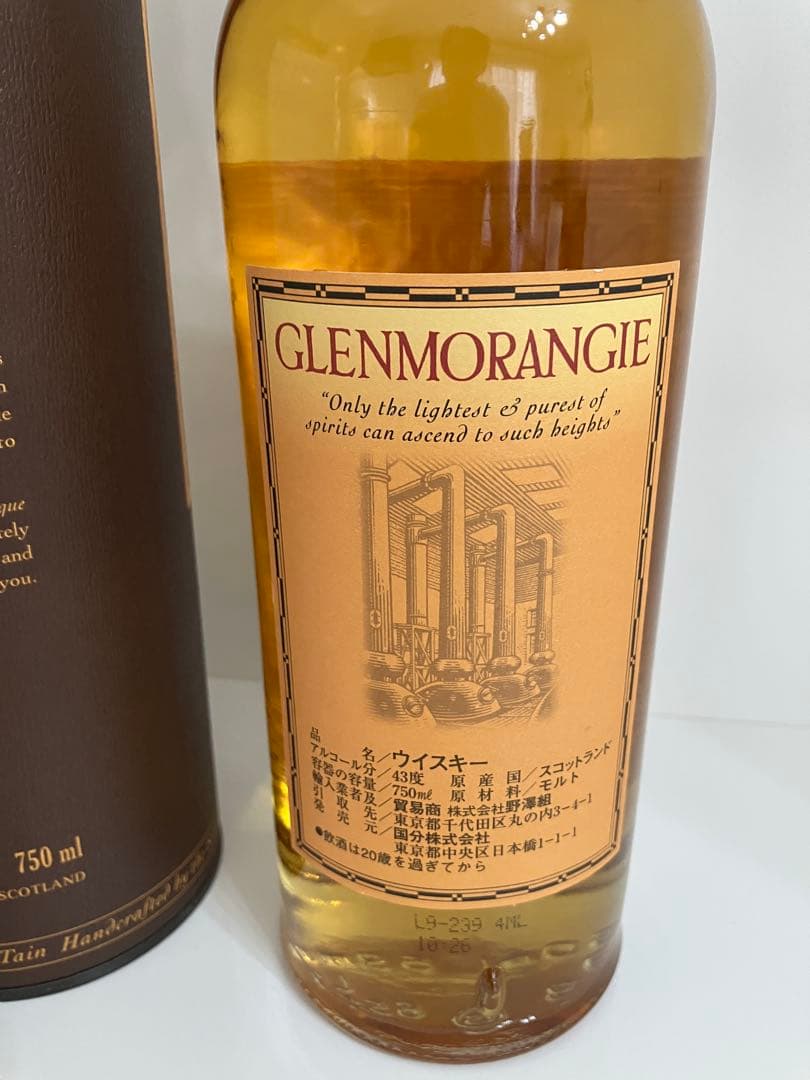 GLENMORANGIE
"Only the lightest & purest of
spirits can ascend to such heights"
品名/ウイスキー
アルコール分/43度 原産国/スコットランド
容器の容量/750ml 原材料/モルト
輸入業者及/貿易商 株式会社野澤組
引取先/東京都千代田区丸の内3-4-1
発売元/国分株式会社
東京都中央区日本橋1-1-1
●飲酒は20歳を過ぎてから
L9-239 4ML
10:26
to
que
and
you.
750 ml
SCOTLAND
Tain Handcrafted by